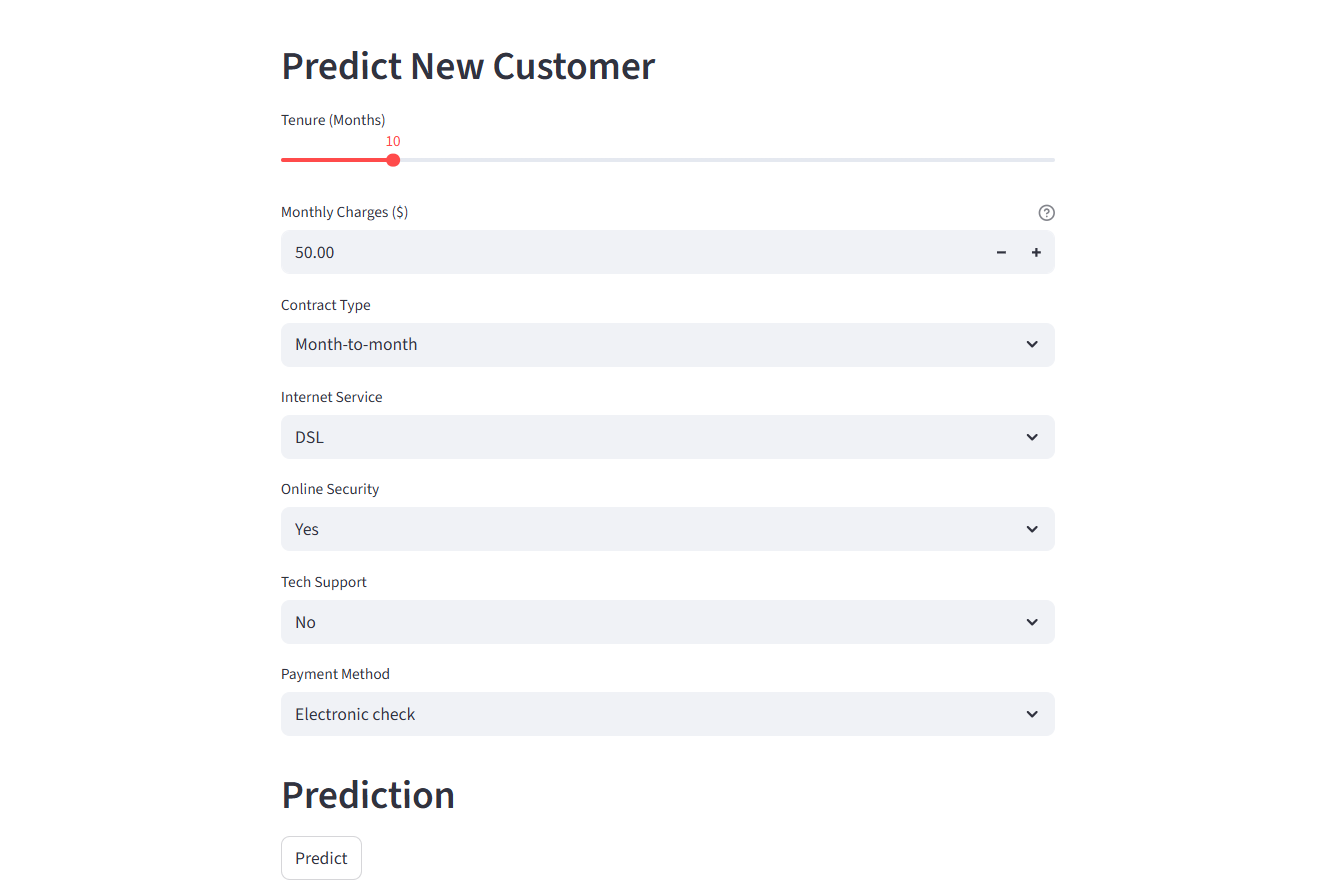 Predict New Customer
Tenure (Months)
10
Monthly Charges ($)
50.00
Contract Type
Month-to-month
Internet Service
DSL
Online Security
Yes
Tech Support
No
Payment Method
Electronic check
Prediction
Predict